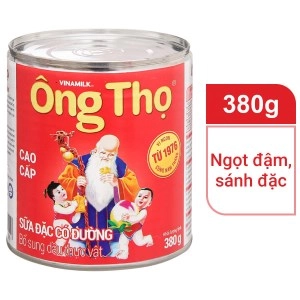 VINAMILK
Ông Thọ
CAO
CẤP
TỪ 1976
SỮA ĐẶC CÓ ĐƯỜNG
Bổ sung dầu thực vật
380g
380g
Ngọt đậm,
sánh đặc